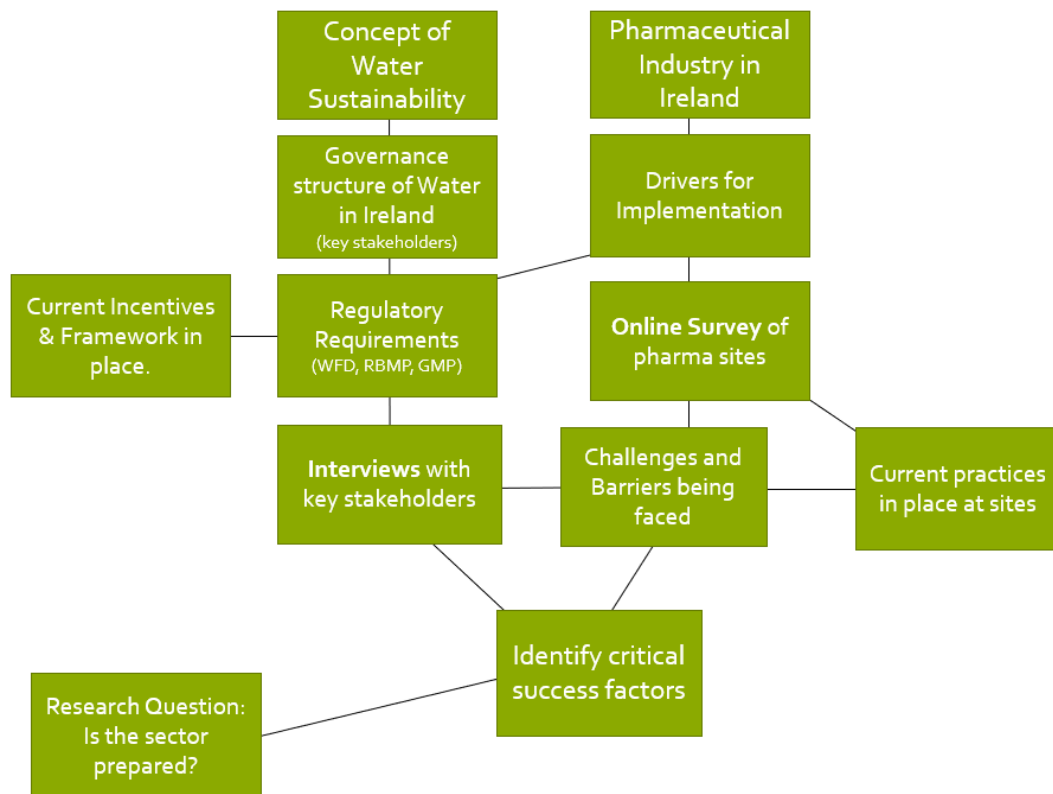 Concept of
Water
Sustainability
Pharmaceutical
Industry in
Ireland
Governance
structure of Water
in Ireland
(key stakeholders)
Drivers for
Implementation
Current Incentives
& Framework in
place.
Regulatory
Requirements
(WFD, RBMP, GMP)
Online Survey of
pharma sites
Interviews with
key stakeholders
Challenges and
Barriers being
faced
Current practices
in place at sites
Identify critical
success factors
Research Question:
Is the sector
prepared?